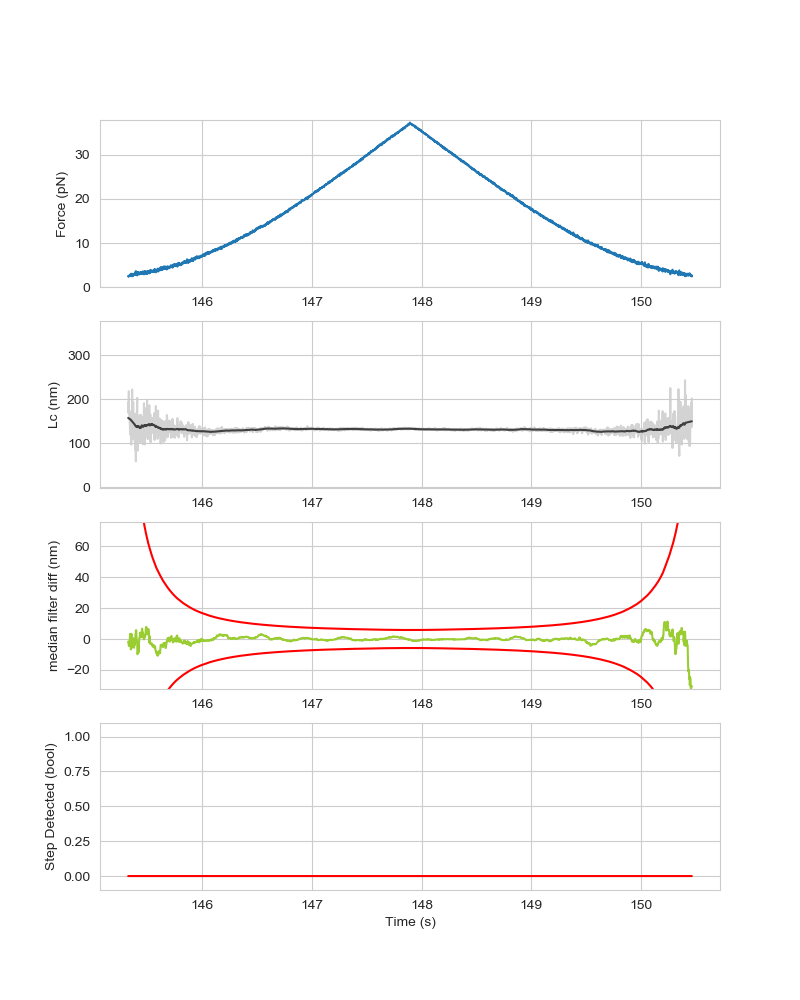 Force (pN)
30
20
10
0
146 147 148 149 150
Lc (nm)
300
200
100
0
146 147 148 149 150
median filter diff (nm)
60
40
20
0
−20
146 147 148 149 150
Step Detected (bool)
1.00
0.75
0.50
0.25
0.00
146 147 148 149 150
Time (s)